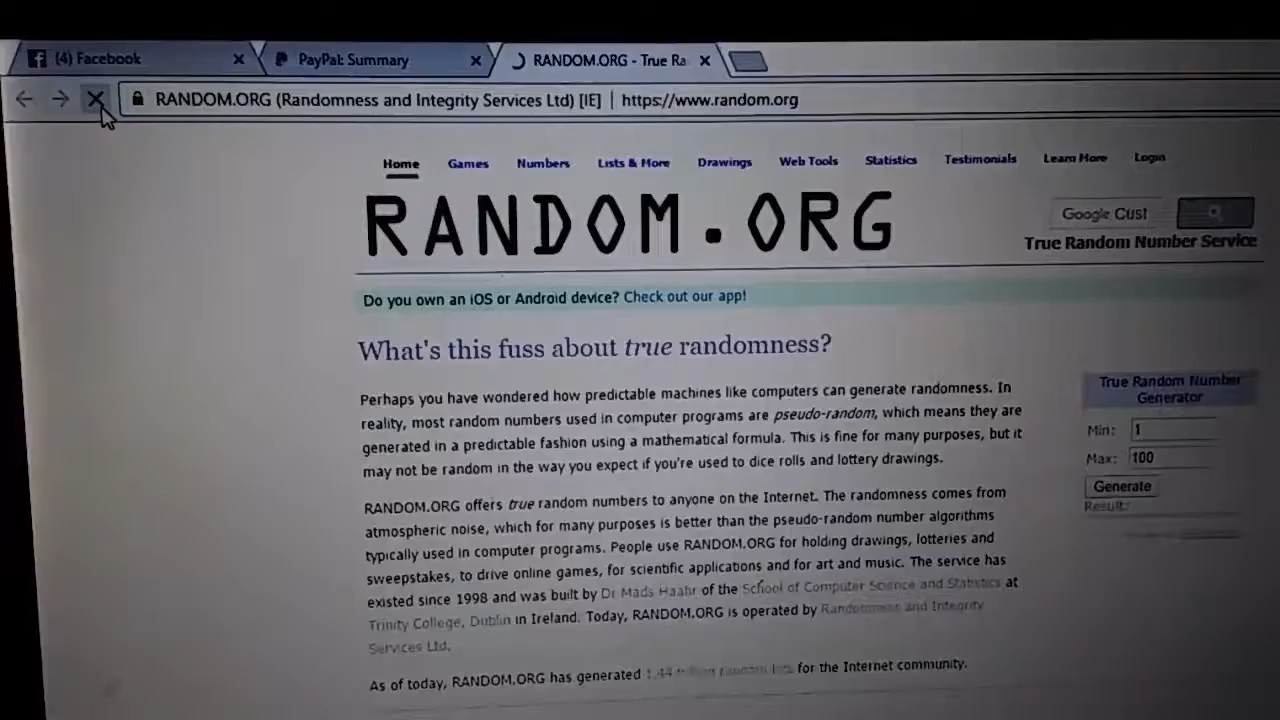 (4) Facebook
PayPal: Summary
RANDOM.ORG - True Ra
RANDOM.ORG (Randomness and Integrity Services Ltd) [IE] | https://www.random.org
Home Games Numbers Lists & More Drawings Web Tools Statistics Testimonials Learn More Login
RANDOM.ORG
Google Cust
True Random Number Service
Do you own an iOS or Android device? Check out our app!
What's this fuss about true randomness?
Perhaps you have wondered how predictable machines like computers can generate randomness. In
reality, most random numbers used in computer programs are pseudo-random, which means they are
generated in a predictable fashion using a mathematical formula. This is fine for many purposes, but it
may not be random in the way you expect if you're used to dice rolls and lottery drawings.
RANDOM.ORG offers true random numbers to anyone on the Internet. The randomness comes from
atmospheric noise, which for many purposes is better than the pseudo-random number algorithms
typically used in computer programs. People use RANDOM.ORG for holding drawings, lotteries and
sweepstakes, to drive online games, for scientific applications and for art and music. The service has
existed since 1998 and was built by Dr Mads Haahr of the School of Computer Science and Statistics at
Trinity College, Dublin in Ireland. Today, RANDOM.ORG is operated by Randomness and Integrity
Services Ltd.
As of today, RANDOM.ORG has generated 1.44 trillion random bits for the Internet community.
True Random Number
Generator
Min: 1
Max: 100
Generate
Result: